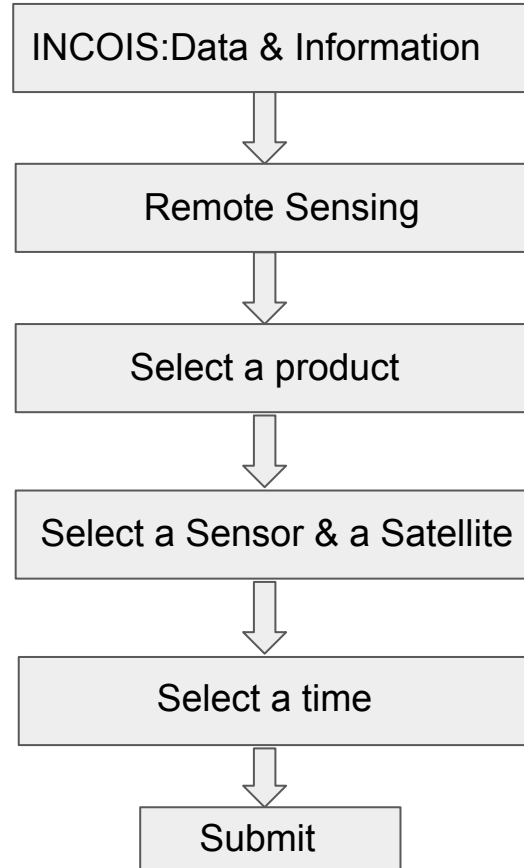 INCOIS:Data & Information
Remote Sensing
Select a product
Select a Sensor & a Satellite
Select a time
Submit